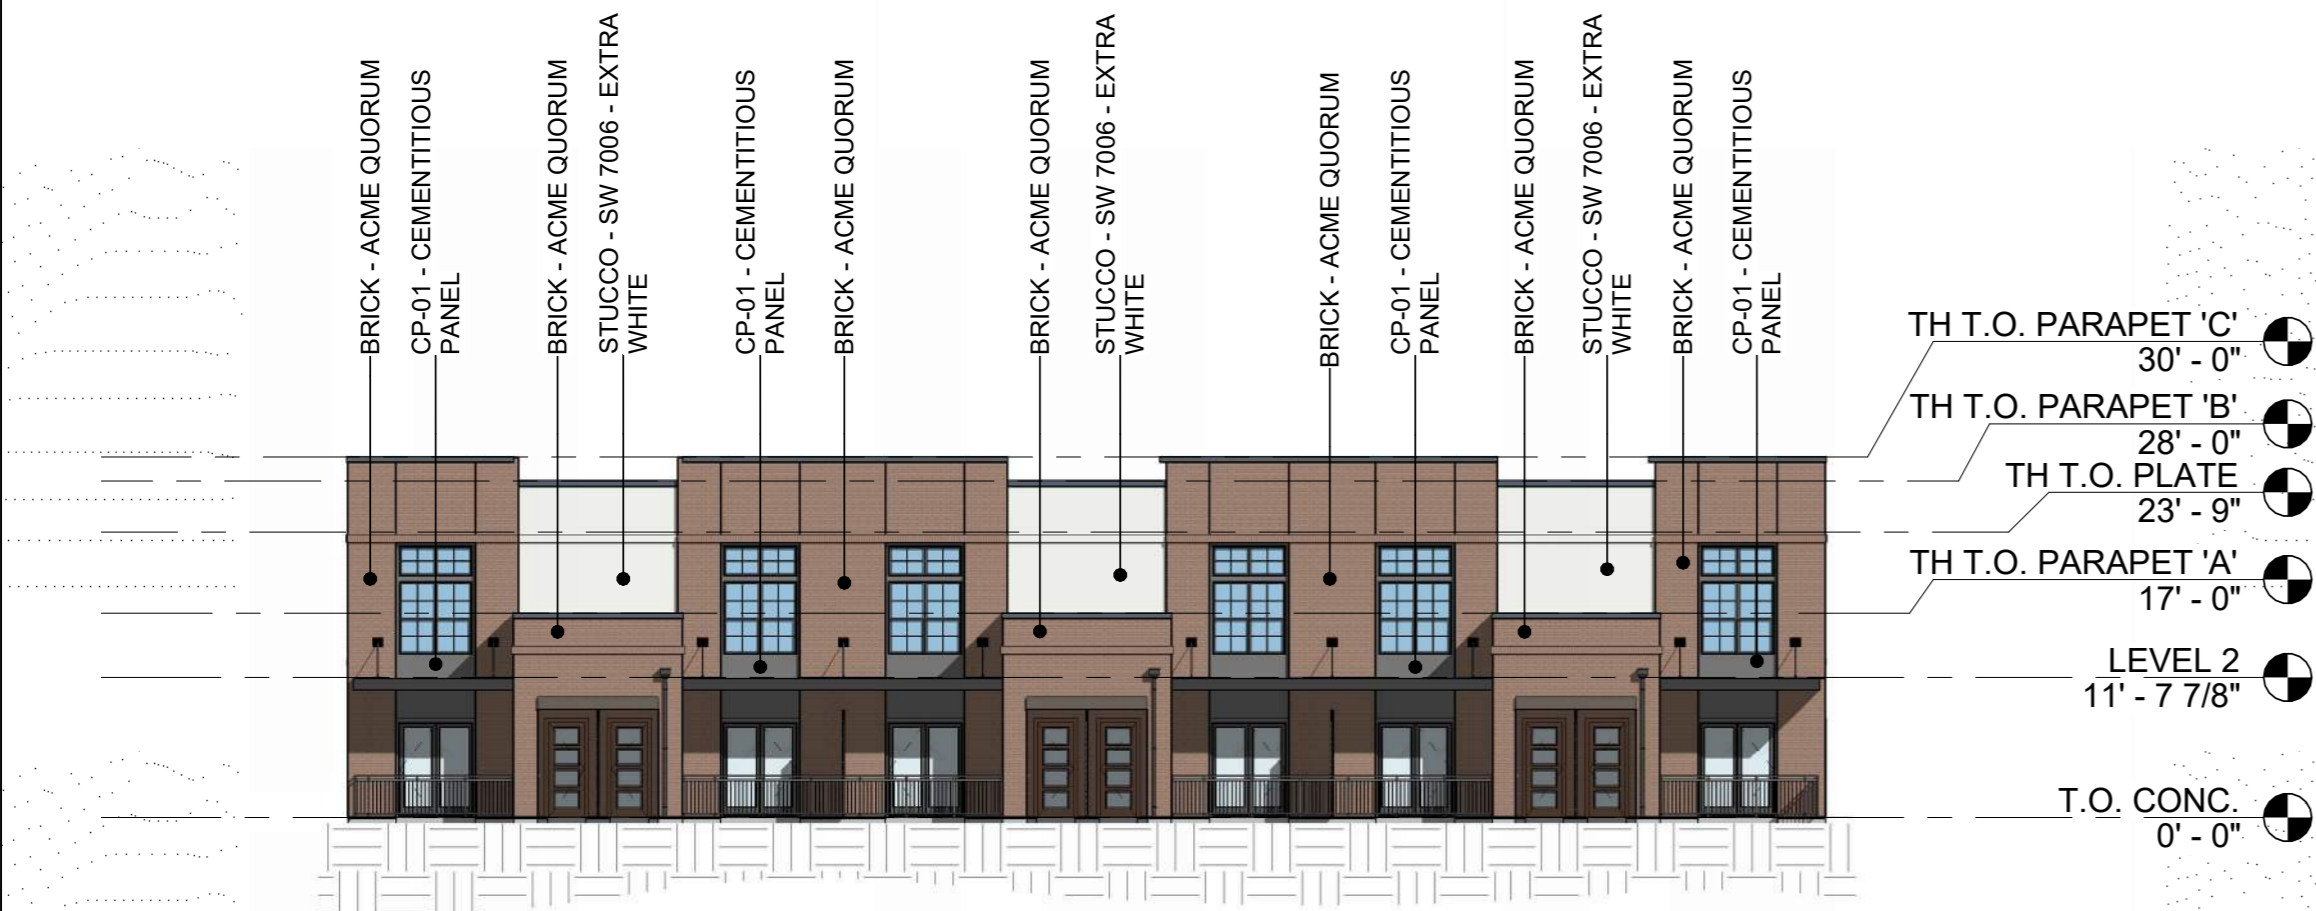 BRICK - ACME QUORUM
CP-01 - CEMENTITIOUS
PANEL
BRICK - ACME QUORUM
STUCCO - SW 7006 - EXTRA
WHITE
CP-01 - CEMENTITIOUS
PANEL
BRICK - ACME QUORUM
BRICK - ACME QUORUM
STUCCO - SW 7006 - EXTRA
WHITE
BRICK - ACME QUORUM
CP-01 - CEMENTITIOUS
PANEL
BRICK - ACME QUORUM
STUCCO - SW 7006 - EXTRA
WHITE
BRICK - ACME QUORUM
CP-01 - CEMENTITIOUS
PANEL
TH T.O. PARAPET 'C'
30' - 0"
TH T.O. PARAPET 'B'
28' - 0"
TH T.O. PLATE
23' - 9"
TH T.O. PARAPET 'A'
17' - 0"
LEVEL 2
11' - 7 7/8"
T.O. CONC.
0' - 0"